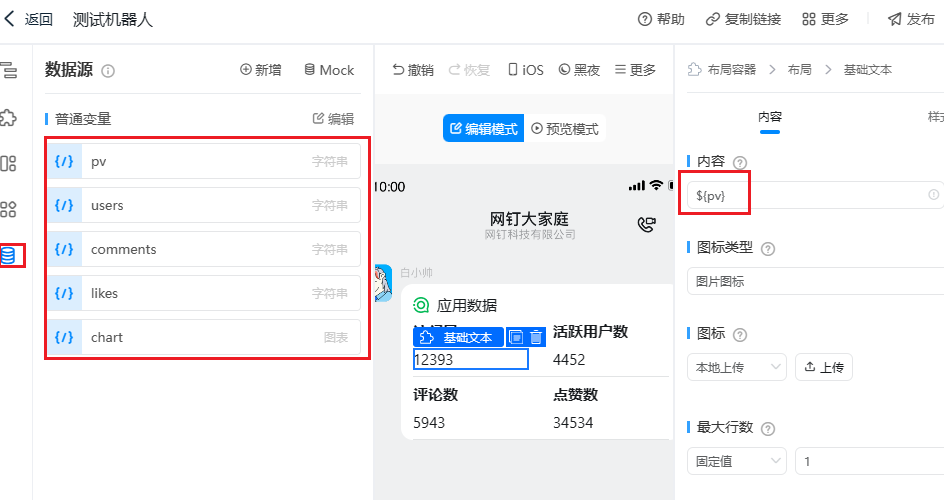 返回 测试机器人 帮助 复制链接 更多 发布
数据源 新增 Mock
撤销 恢复 iOS 黑夜 更多
布局容器 > 布局 > 基础文本
普通变量 编辑
pv 字符串
users 字符串
comments 字符串
likes 字符串
chart 图表
编辑模式 预览模式
10:00
网钉大家庭
网钉科技有限公司
白小帅
应用数据
活跃用户数
基础文本
12393 4452
评论数 点赞数
5943 34534
内容
内容
${pv}
图标类型
图片图标
图标
本地上传 上传
最大行数
固定值 1